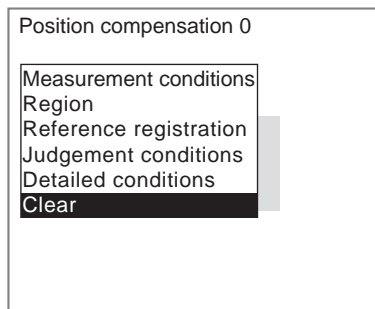 Position compensation 0
Measurement conditions
Region
Reference registration
Judgement conditions
Detailed conditions
Clear